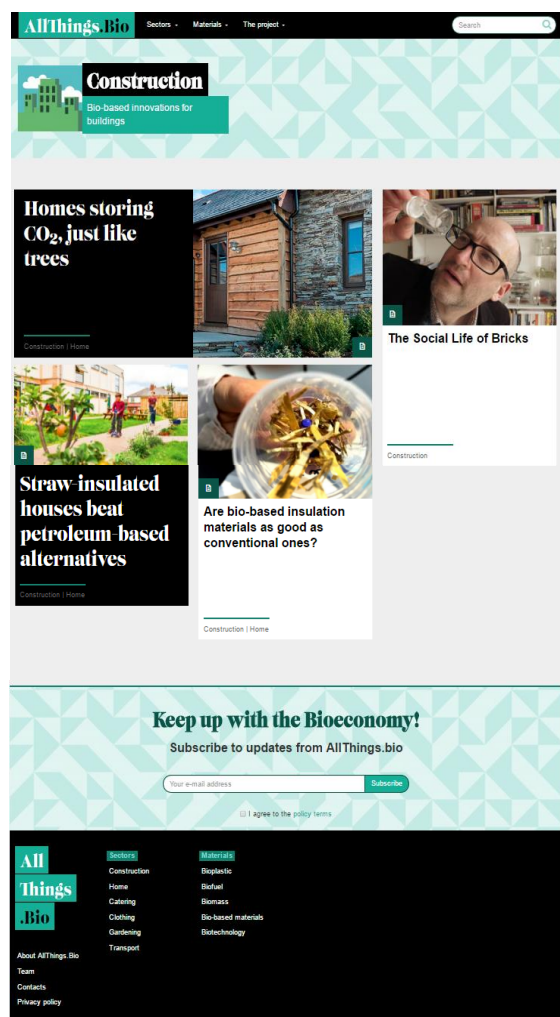 AllThings.Bio
Sectors
Materials
The project
Search
Construction
Bio-based innovations for
buildings
Homes storing
CO₂, just like
trees
Construction | Home
The Social Life of Bricks
Construction
Straw-insulated
houses beat
petroleum-based
alternatives
Construction | Home
Are bio-based insulation
materials as good as
conventional ones?
Construction | Home
Keep up with the Bioeconomy!
Subscribe to updates from AllThings.bio
Your e-mail address
Subscribe
I agree to the policy terms
All
Things
.Bio
About AllThings.Bio
Team
Contacts
Privacy policy
Sectors
Construction
Home
Catering
Clothing
Gardening
Transport
Materials
Bioplastic
Biofuel
Biomass
Bio-based materials
Biotechnology